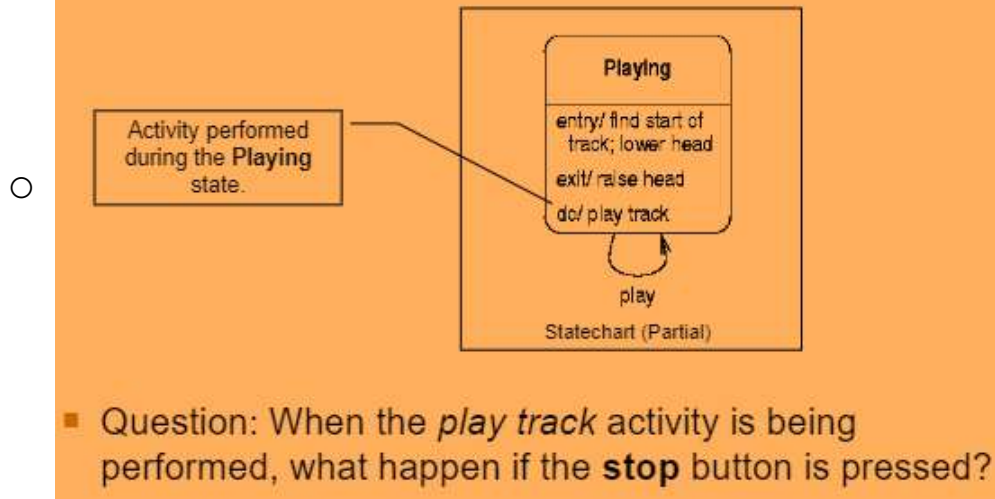 Playing
entry/ find start of
track; lower head
exit/ raise head
do/ play track
Activity performed
during the Playing
state.
play
Statechart (Partial)
Question: When the play track activity is being
performed, what happen if the stop button is pressed?